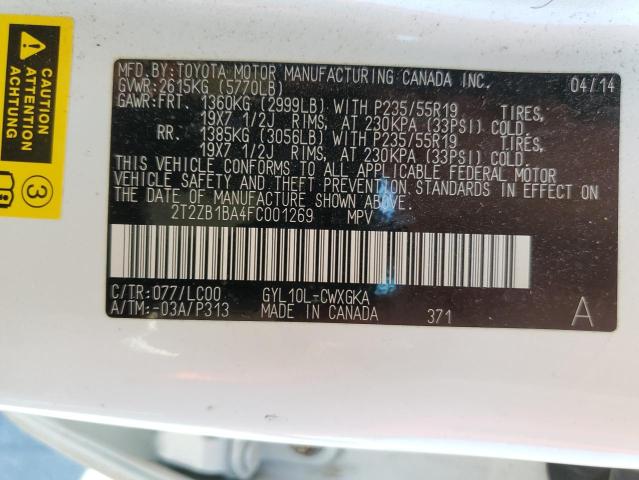 CAUTION
ATTENTION
ACHTUNG
3
MFD.BY:TOYOTA MOTOR MANUFACTURING CANADA INC. 04/14
GVWR:2615KG (5770LB)
GAWR:FRT. 1360KG (2999LB) WITH P235/55R19 TIRES,
19X7 1/2J RIMS, AT 230KPA (33PSI) COLD.
RR. 1385KG (3056LB) WITH P235/55R19 TIRES,
19X7 1/2J RIMS, AT 230KPA (33PSI) COLD.
THIS VEHICLE CONFORMS TO ALL APPLICABLE FEDERAL MOTOR
VEHICLE SAFETY AND THEFT PREVENTION STANDARDS IN EFFECT ON
THE DATE OF MANUFACTURE SHOWN ABOVE.
2T2ZB1BA4FC001269 MPV
C/TR:077/LC00 GYL10L-CWXGKA
A/TM:-03A/P313 MADE IN CANADA 371 A